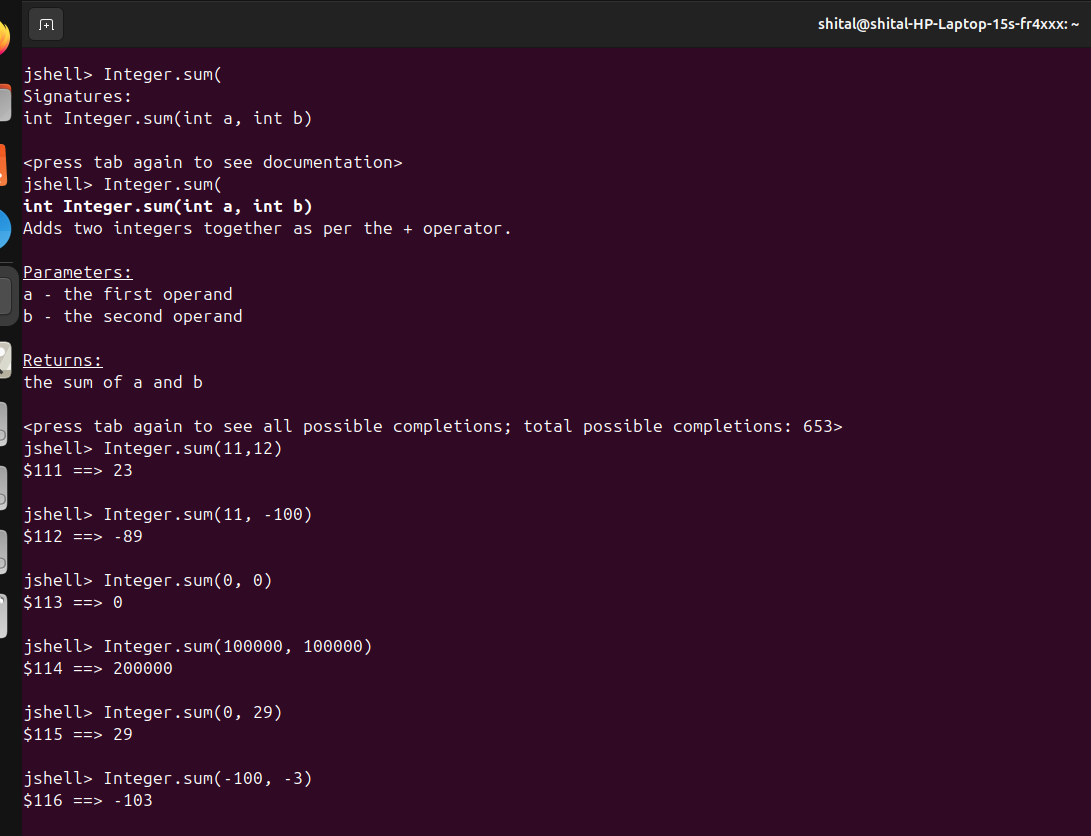 shital@shital-HP-Laptop-15s-fr4xxx: ~
jshell> Integer.sum(
Signatures:
int Integer.sum(int a, int b)
<press tab again to see documentation>
jshell> Integer.sum(
int Integer.sum(int a, int b)
Adds two integers together as per the + operator.
Parameters:
a - the first operand
b - the second operand
Returns:
the sum of a and b
<press tab again to see all possible completions; total possible completions: 653>
jshell> Integer.sum(11,12)
$111 ==> 23
jshell> Integer.sum(11, -100)
$112 ==> -89
jshell> Integer.sum(0, 0)
$113 ==> 0
jshell> Integer.sum(100000, 100000)
$114 ==> 200000
jshell> Integer.sum(0, 29)
$115 ==> 29
jshell> Integer.sum(-100, -3)
$116 ==> -103